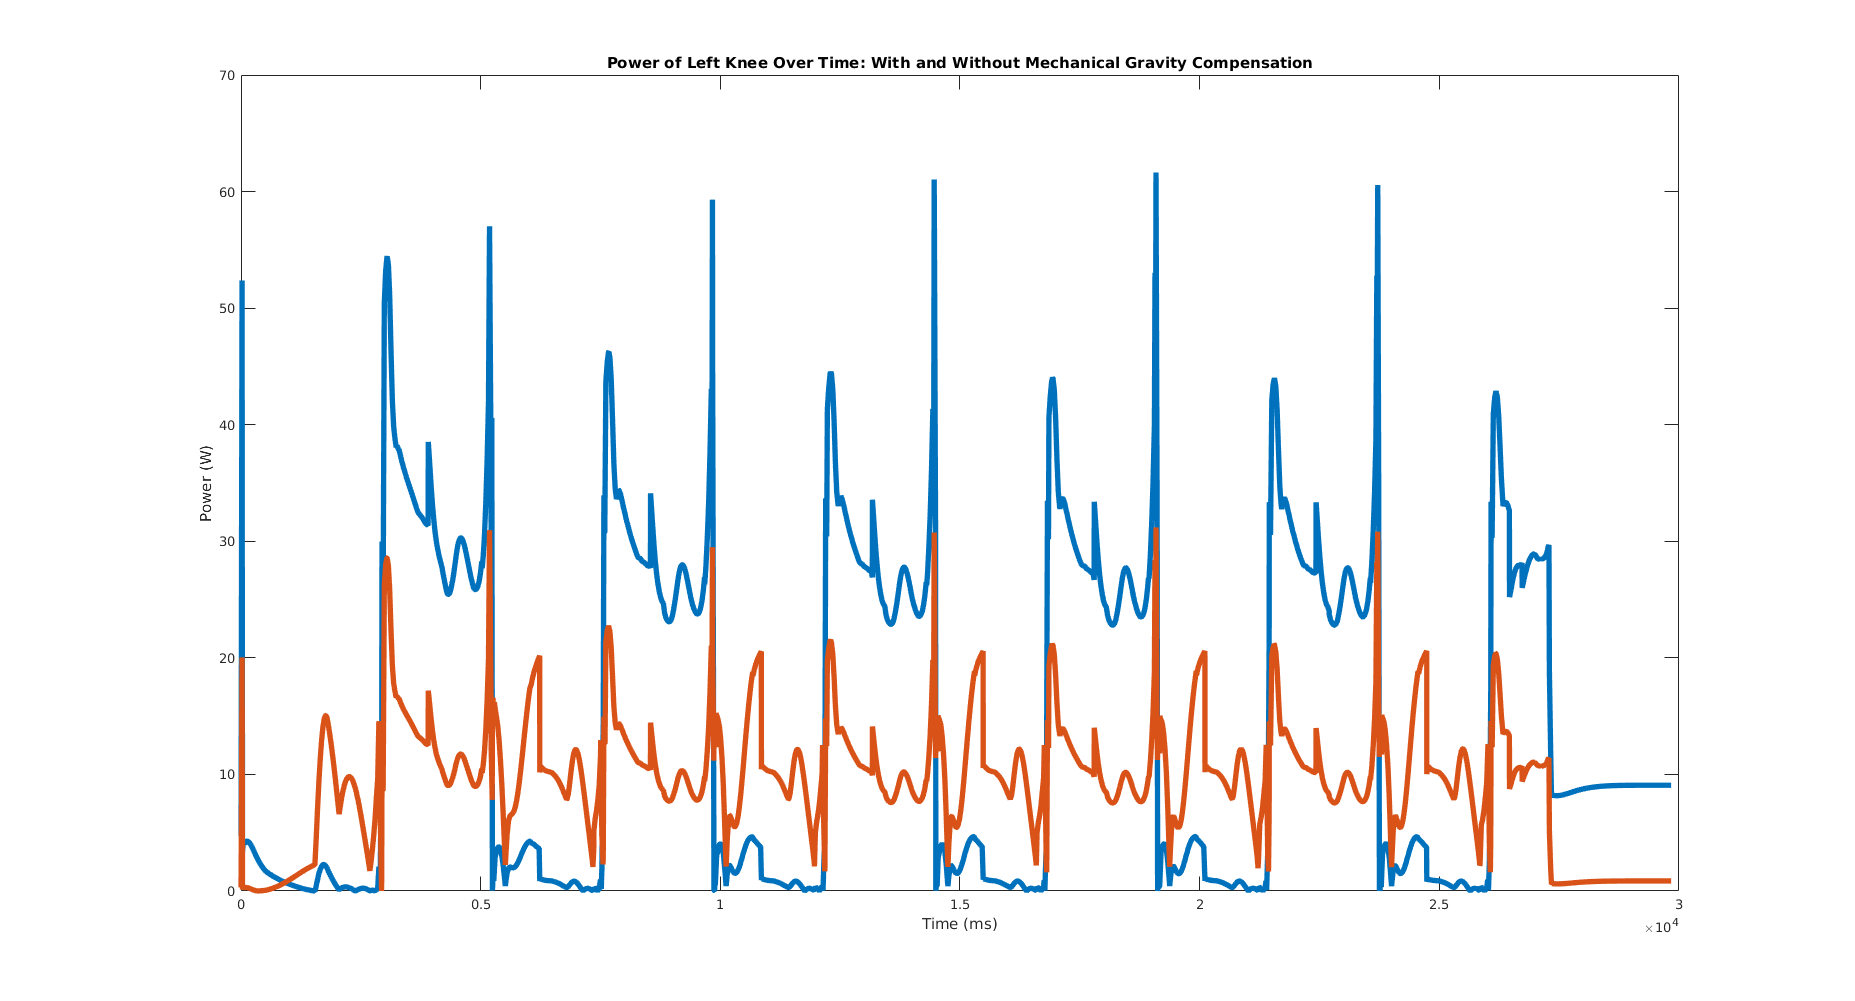 Power of Left Knee Over Time: With and Without Mechanical Gravity Compensation
70
60
50
40
30
20
10
0
Power (W)
0 0.5 1 1.5 2 2.5 3
Time (ms)
×10⁴